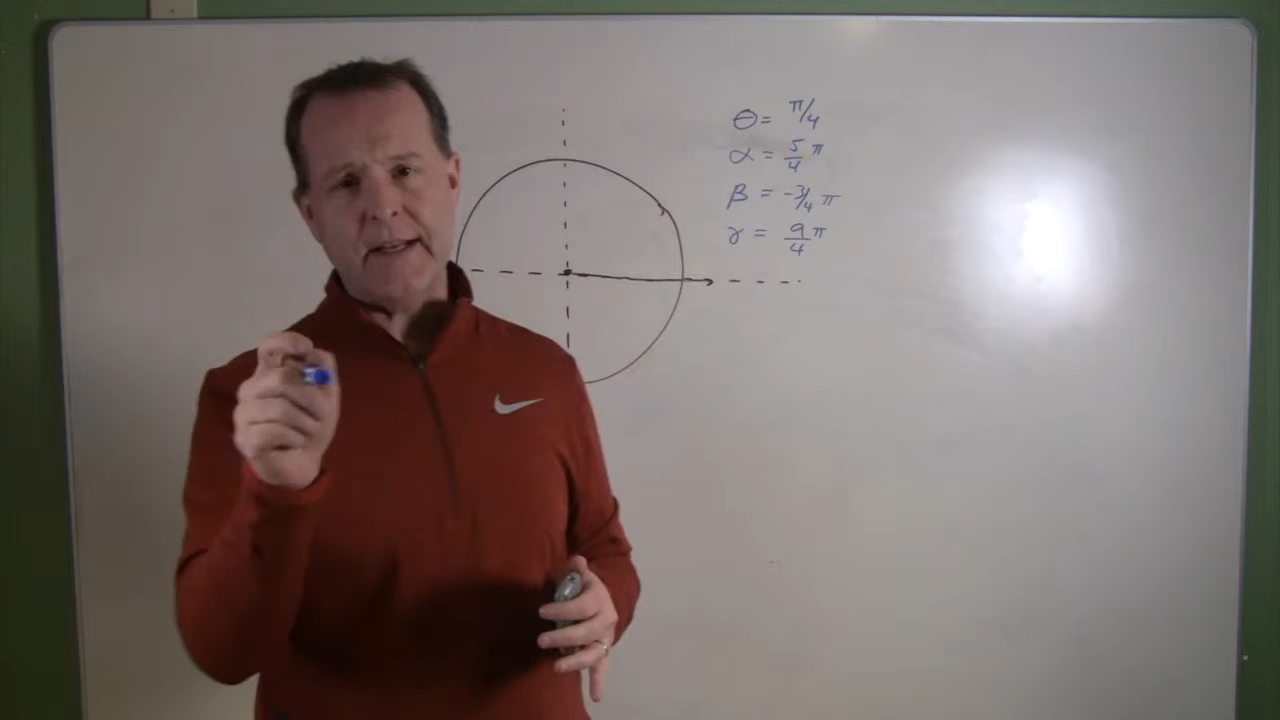 θ = π/4
α = 5/4 π
β = -3/4 π
γ = 9/4 π